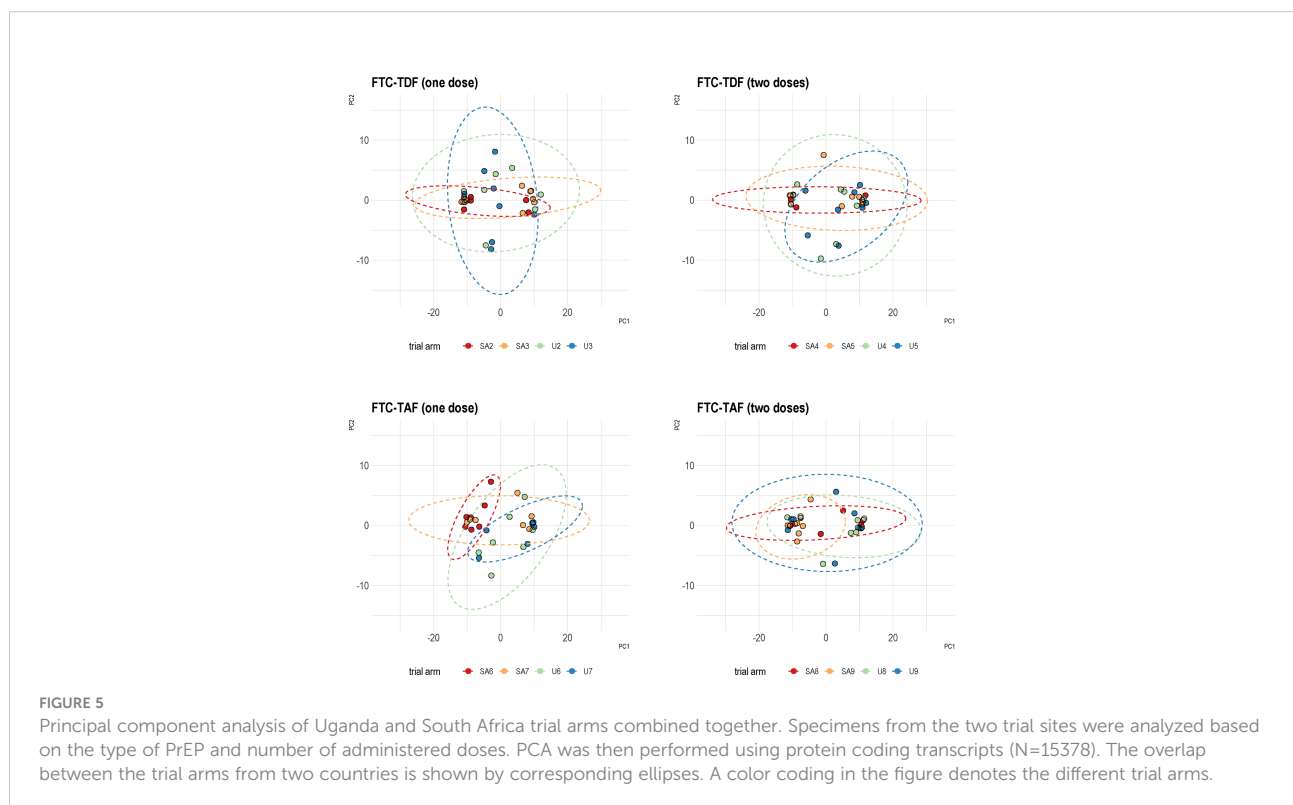 FTC-TDF (one dose)
PC2
10
0
-10
-20 0 20
PC1
trial arm SA2 SA3 U2 U3
FTC-TDF (two doses)
PC2
10
0
-10
-20 0 20
PC1
trial arm SA4 SA5 U4 U5
FTC-TAF (one dose)
PC2
10
0
-10
-20 0 20
PC1
trial arm SA6 SA7 U6 U7
FTC-TAF (two doses)
PC2
10
0
-10
-20 0 20
PC1
trial arm SA8 SA9 U8 U9
FIGURE 5
Principal component analysis of Uganda and South Africa trial arms combined together. Specimens from the two trial sites were analyzed based
on the type of PrEP and number of administered doses. PCA was then performed using protein coding transcripts (N=15378). The overlap
between the trial arms from two countries is shown by corresponding ellipses. A color coding in the figure denotes the different trial arms.